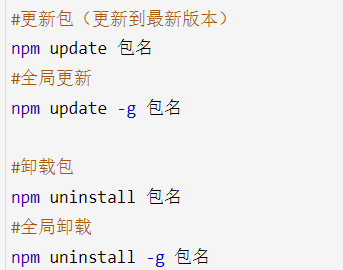 #更新包（更新到最新版本）
npm update 包名
#全局更新
npm update -g 包名
#卸载包
npm uninstall 包名
#全局卸载
npm uninstall -g 包名